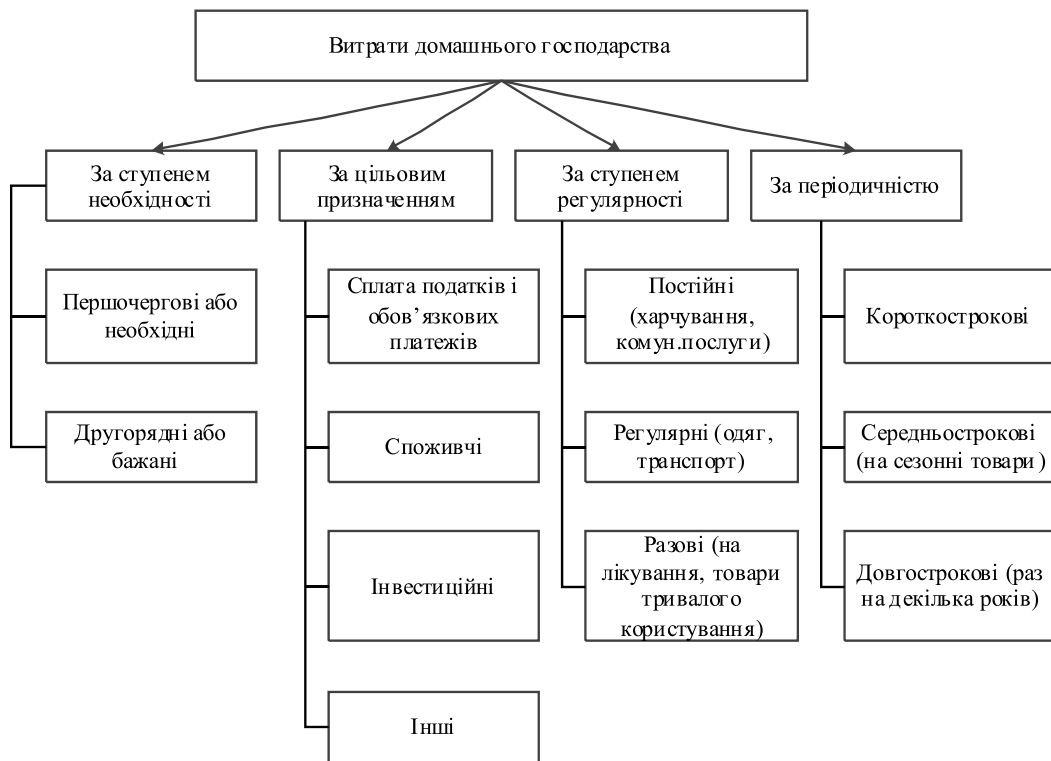 Витрати домашнього господарства
За ступенем
необхідності
Першочергові або
необхідні
Другорядні або
бажані
За цільовим
призначенням
Сплата податків і
обов’язкових
платежів
Споживчі
Інвестиційні
Інші
За ступенем
регулярності
Постійні
(харчування,
комун.послуги)
Регулярні (одяг,
транспорт)
Разові (на
лікування, товари
тривалого
користування)
За періодичністю
Короткострокові
Середньострокові
(на сезонні товари)
Довгострокові (раз
на декілька років)